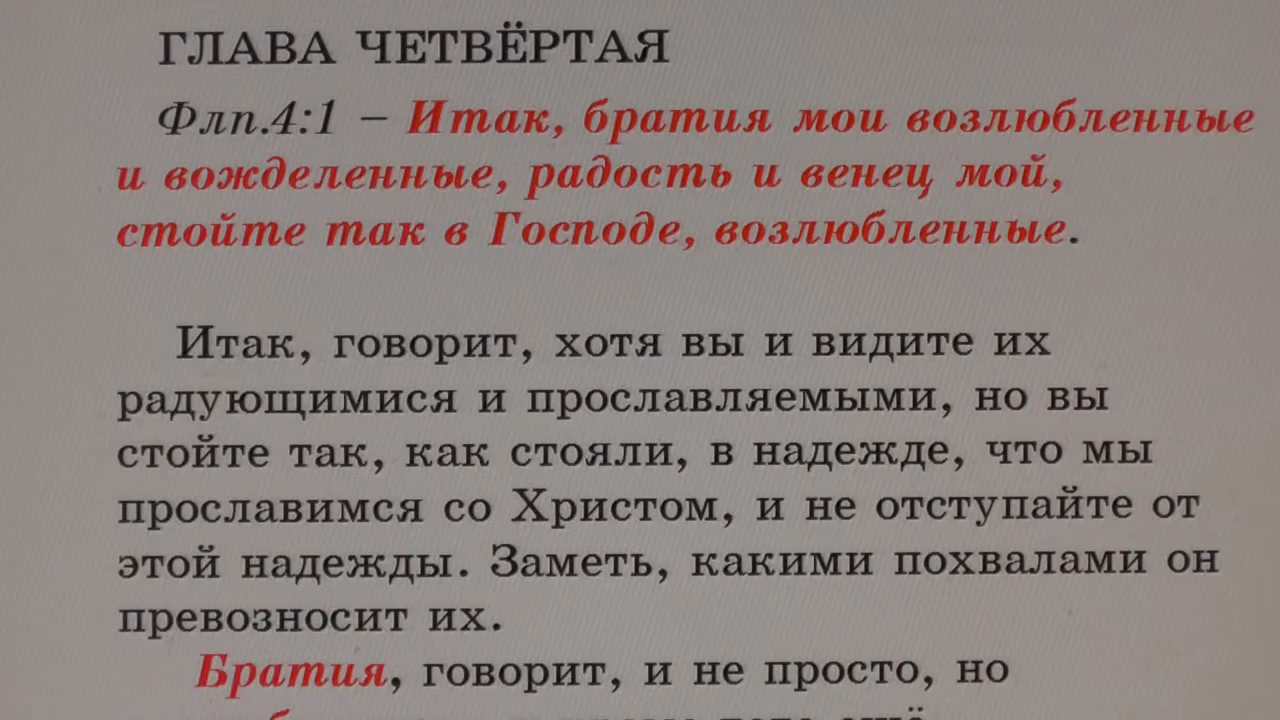 ГЛАВА ЧЕТВЁРТАЯ
Флп.4:1 – Итак, братия мои возлюбленные
и вожделенные, радость и венец мой,
стойте так в Господе, возлюбленные.
Итак, говорит, хотя вы и видите их
радующимися и прославляемыми, но вы
стойте так, как стояли, в надежде, что мы
прославимся со Христом, и не отступайте от
этой надежды. Заметь, какими похвалами он
превозносит их.
Братия, говорит, и не просто, но